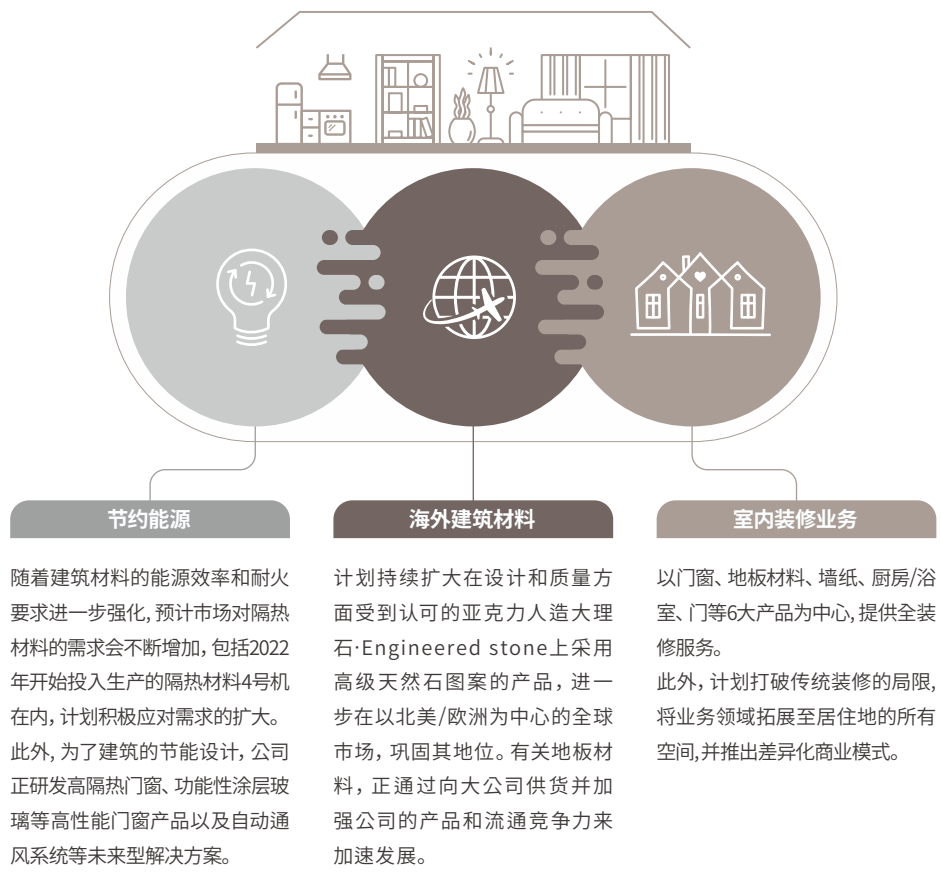 节约能源
随着建筑材料的能源效率和耐火
要求进一步强化, 预计市场对隔热
材料的需求会不断增加, 包括2022
年开始投入生产的隔热材料4号机
在内, 计划积极应对需求的扩大。
此外, 为了建筑的节能设计, 公司
正研发高隔热门窗、功能性涂层玻
璃等高性能门窗产品以及自动通
风系统等未来型解决方案。
海外建筑材料
计划持续扩大在设计和质量方
面受到认可的亚克力人造大理
石·Engineered stone上采用
高级天然石图案的产品, 进一
步在以北美/欧洲为中心的全球
市场, 巩固其地位。有关地板材
料, 正通过向大公司供货并加
强公司的产品和流通竞争力来
加速发展。
室内装修业务
以门窗、地板材料、墙纸、厨房/浴
室、门等6大产品为中心, 提供全装
修服务。
此外, 计划打破传统装修的局限,
将业务领域拓展至居住地的所有
空间,并推出差异化商业模式。